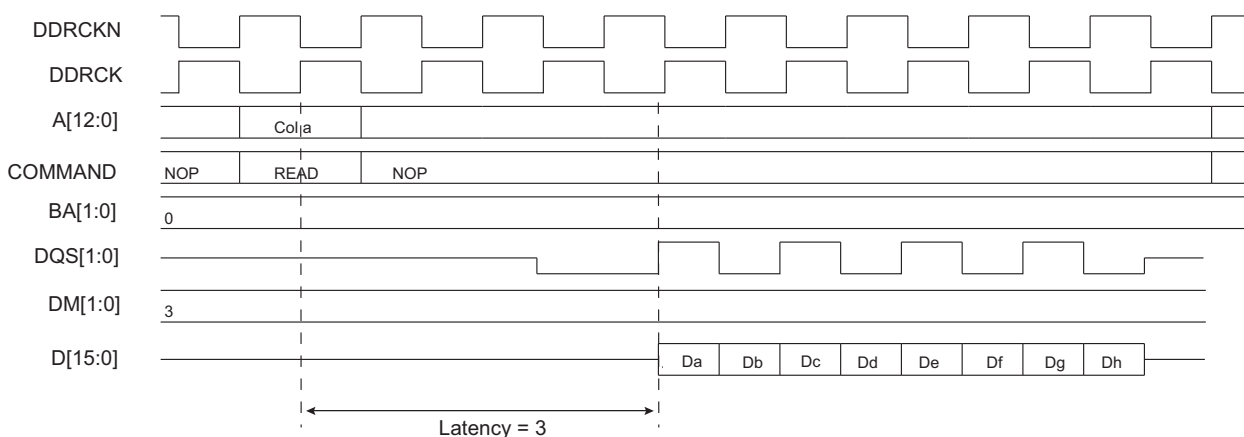 DDRCKN
DDRCK
A[12:0] Col a
COMMAND NOP READ NOP
BA[1:0] 0
DQS[1:0]
DM[1:0] 3
D[15:0] Da Db Dc Dd De Df Dg Dh
Latency = 3